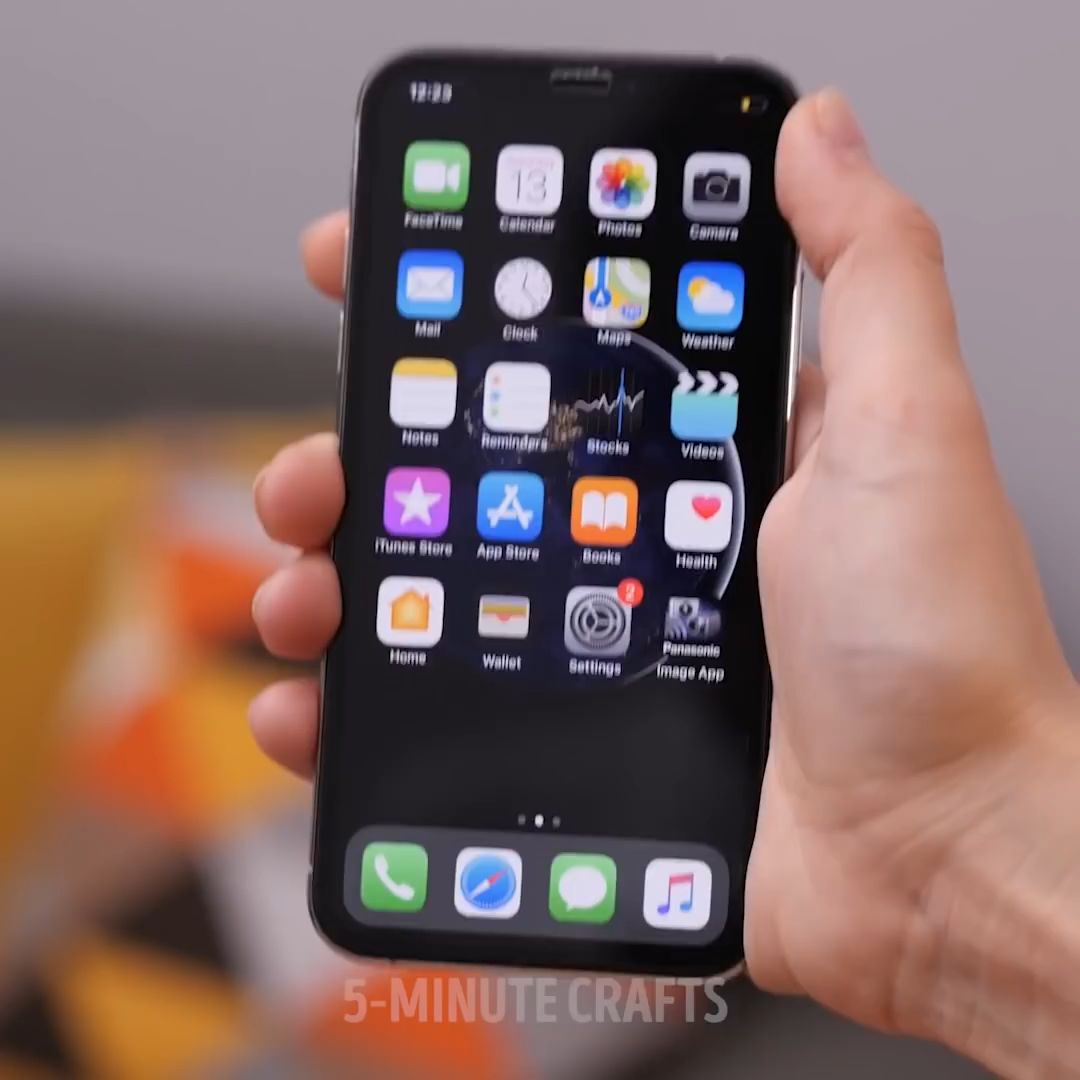 12:23
13
FaceTime Calendar Photos Camera
Mail Clock Maps Weather
Notes Reminders Stocks Videos
iTunes Store App Store Books Health
2
Panasonic
Home Wallet Settings Image App
5-MINUTE CRAFTS